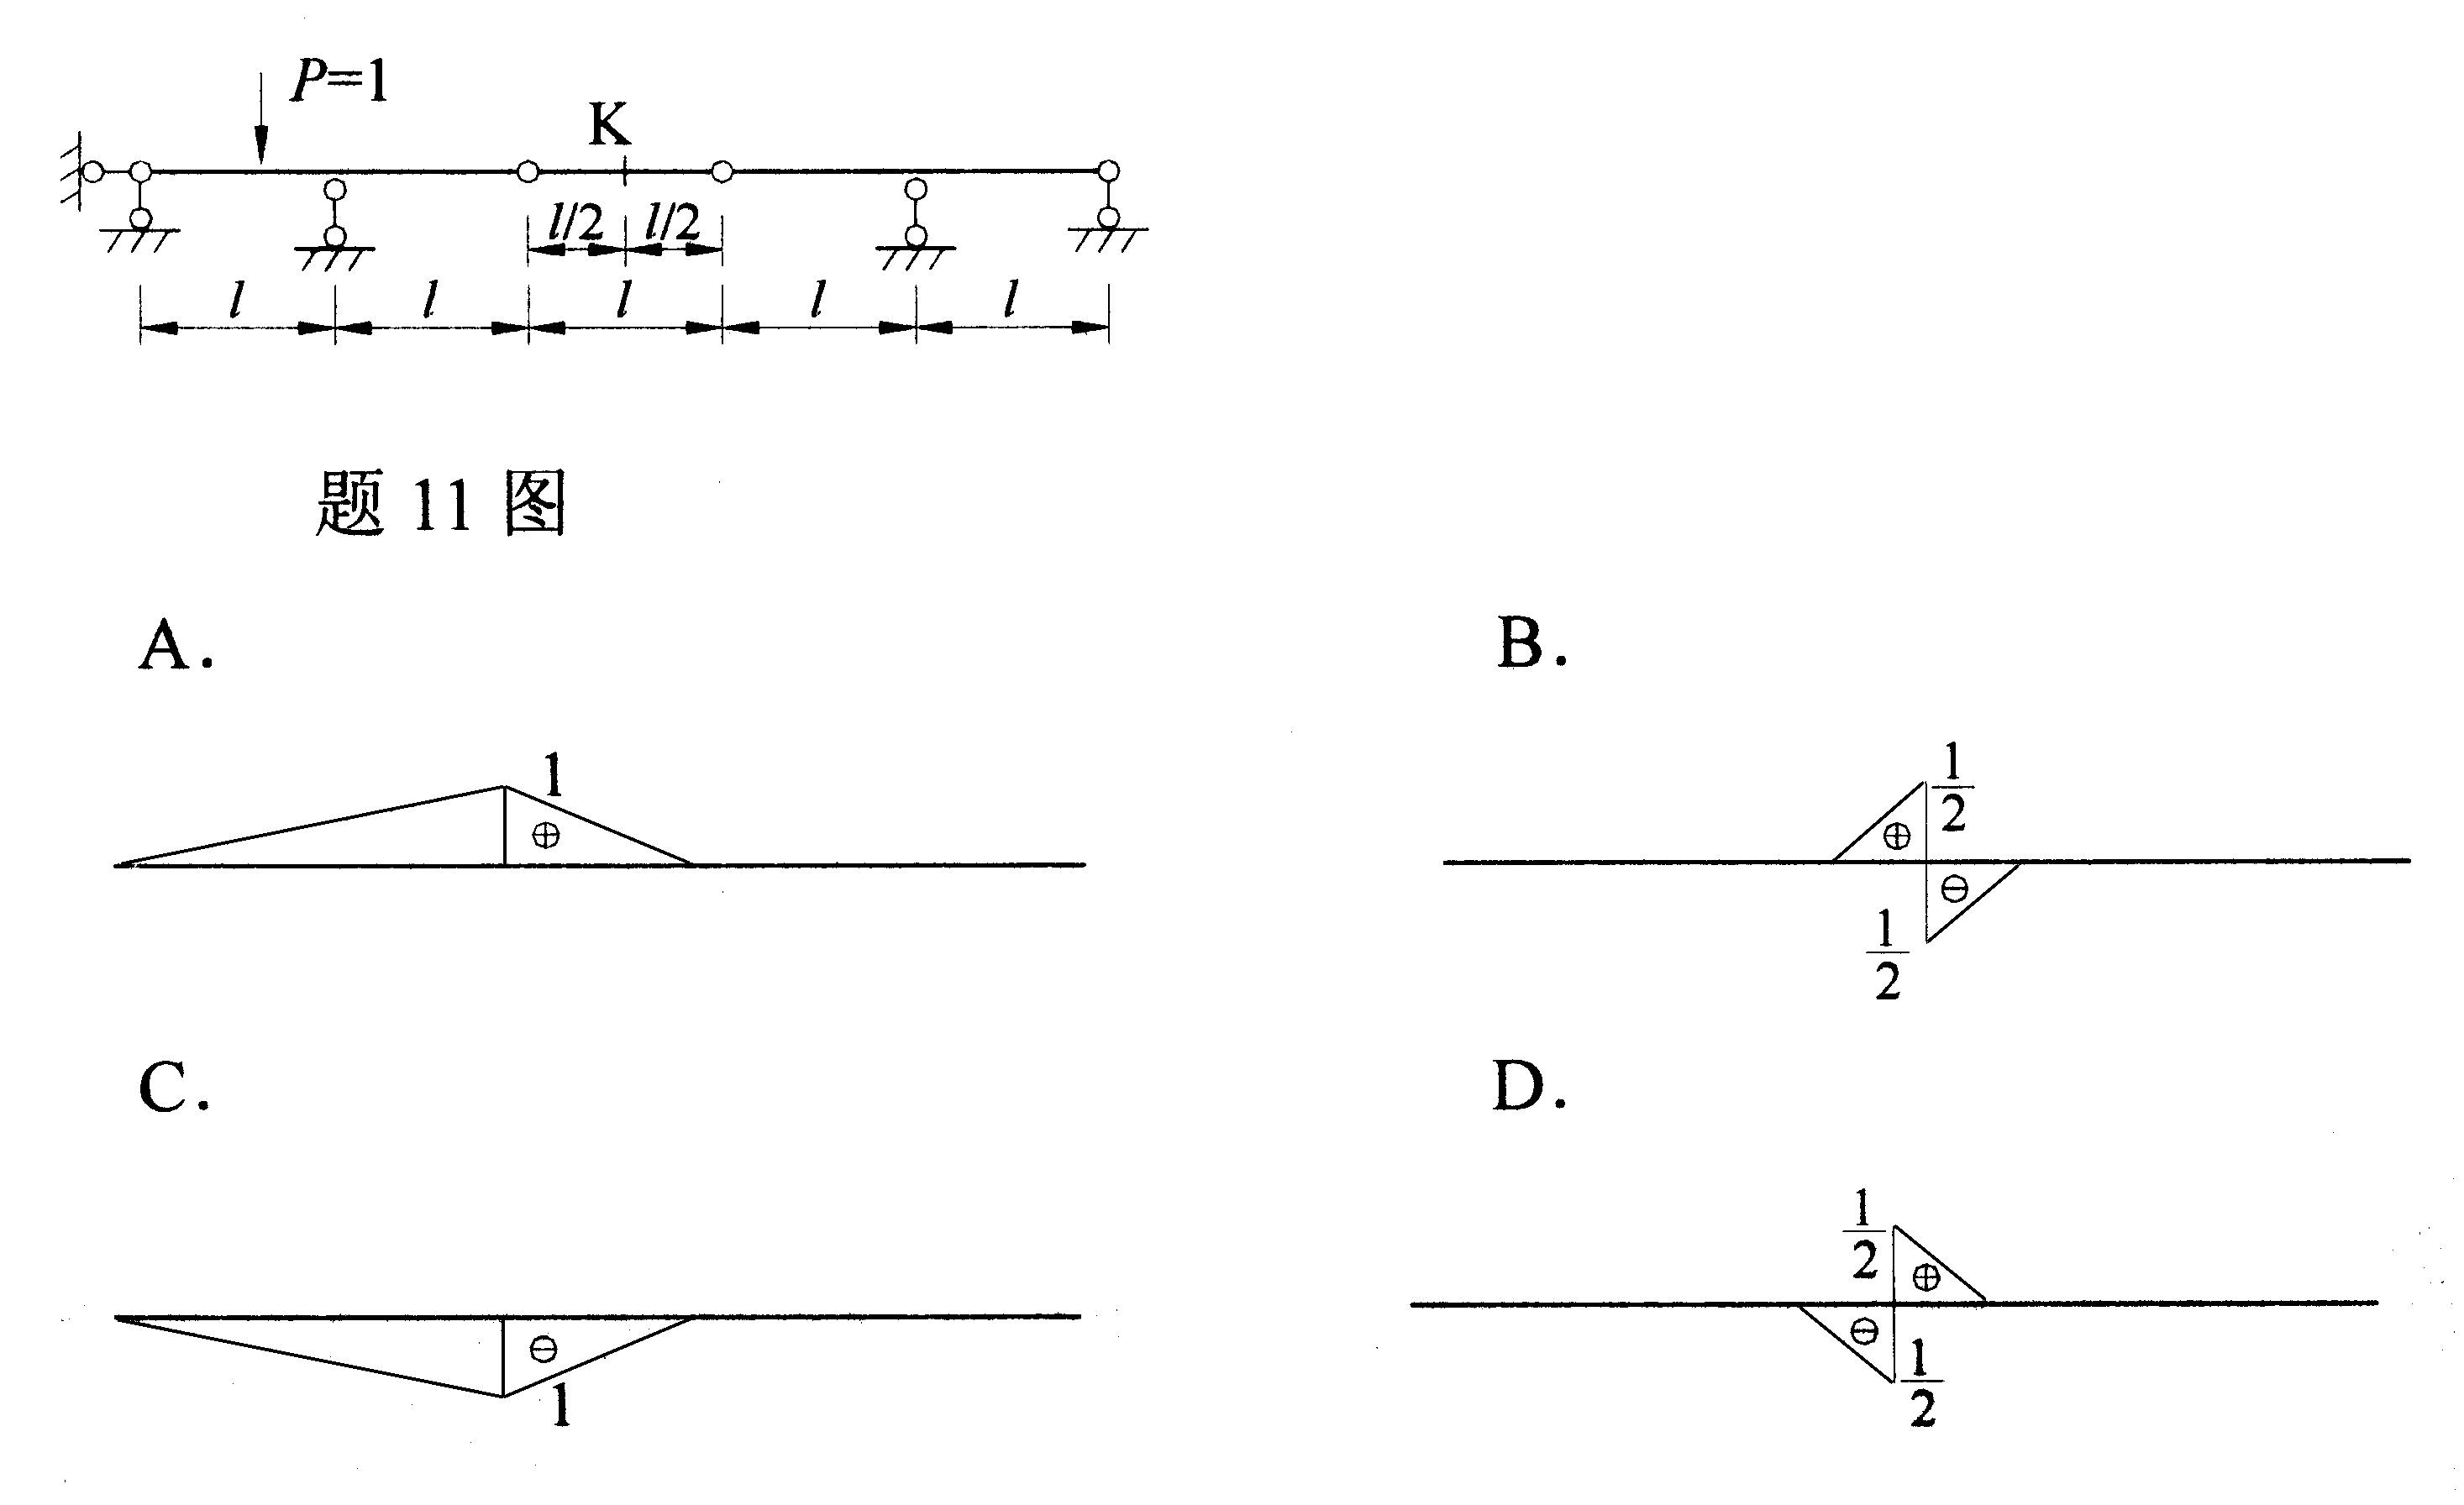 P=1
K
l/2 l/2
l l l l l
题 11 图
A. B.
1
⊕
1/2
⊕
⊖
1/2
C. D.
⊖
1
1/2
⊕
⊖
1/2